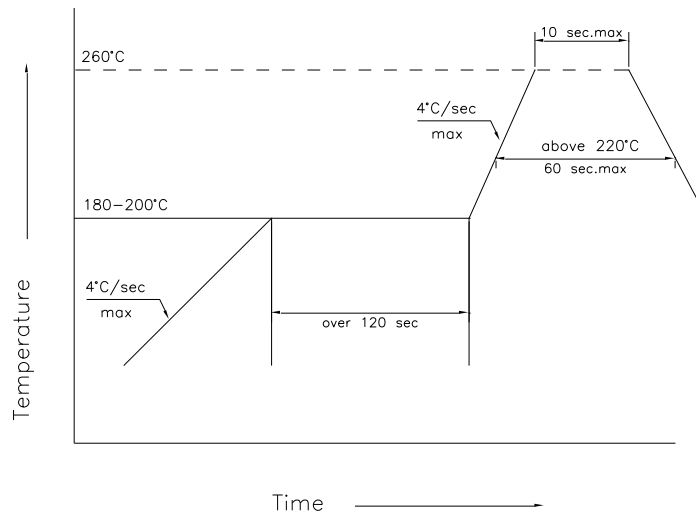 10 sec.max
260°C
4°C/sec
max
above 220°C
60 sec.max
180-200°C
4°C/sec
max
over 120 sec
Temperature
Time